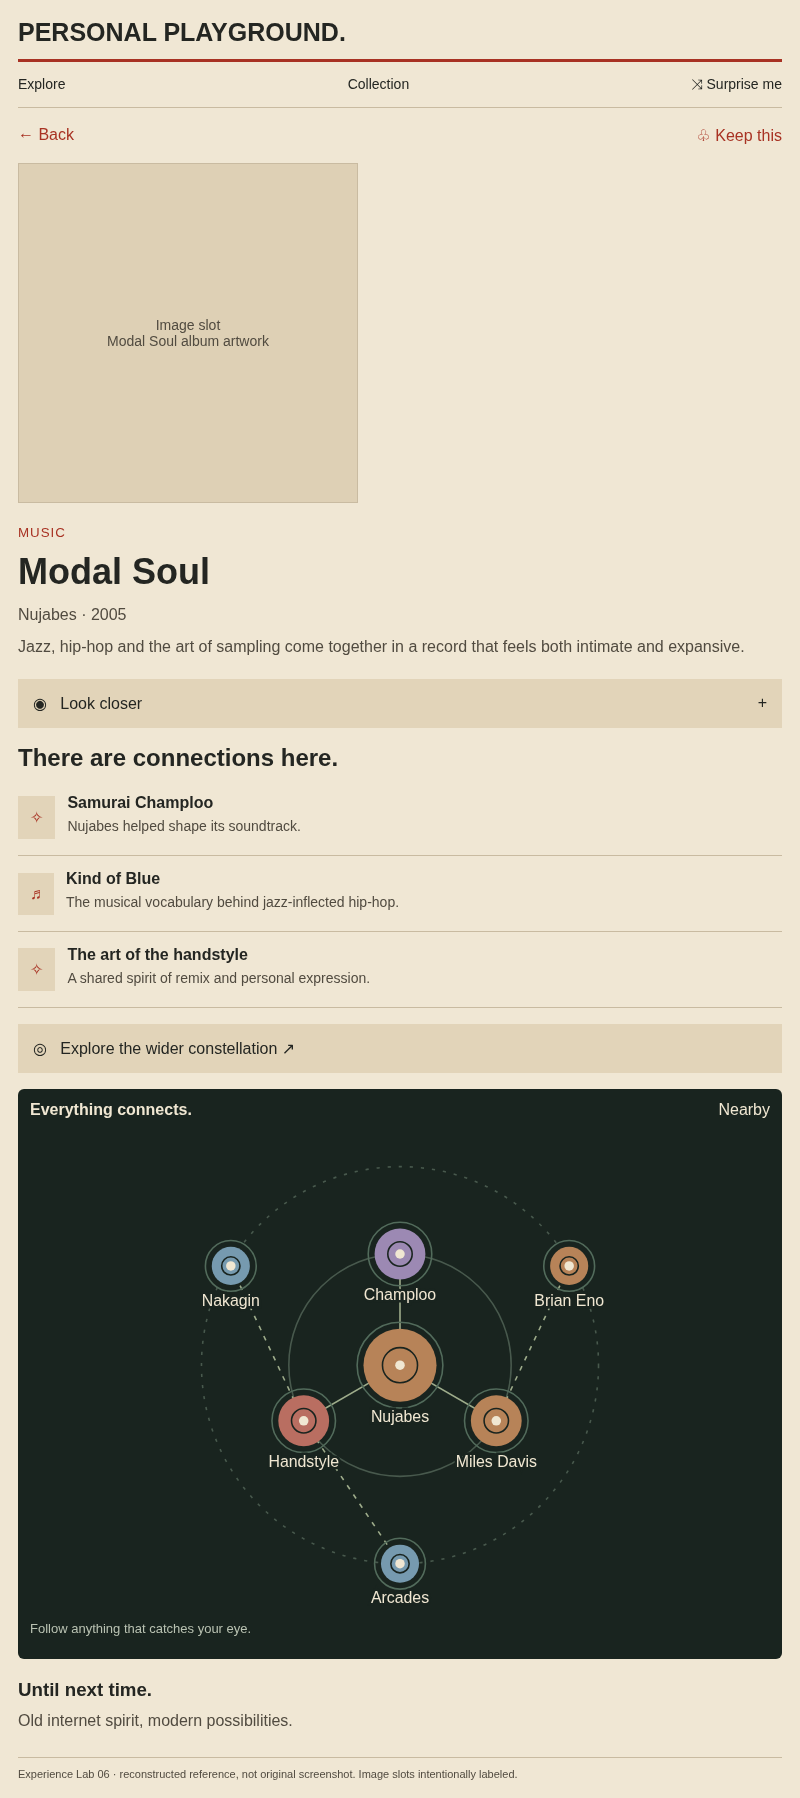 PERSONAL PLAYGROUND.
Explore
Collection
⤨ Surprise me
← Back
♧ Keep this
Image slot
Modal Soul album artwork
MUSIC
Modal Soul
Nujabes · 2005
Jazz, hip-hop and the art of sampling come together in a record that feels both intimate and expansive.
◉ Look closer +
There are connections here.
✧ Samurai Champloo
Nujabes helped shape its soundtrack.
♬ Kind of Blue
The musical vocabulary behind jazz-inflected hip-hop.
✧ The art of the handstyle
A shared spirit of remix and personal expression.
◎ Explore the wider constellation ↗
Everything connects.
Nearby
Nakagin
Champloo
Brian Eno
Nujabes
Handstyle
Miles Davis
Arcades
Follow anything that catches your eye.
Until next time.
Old internet spirit, modern possibilities.
Experience Lab 06 · reconstructed reference, not original screenshot. Image slots intentionally labeled.